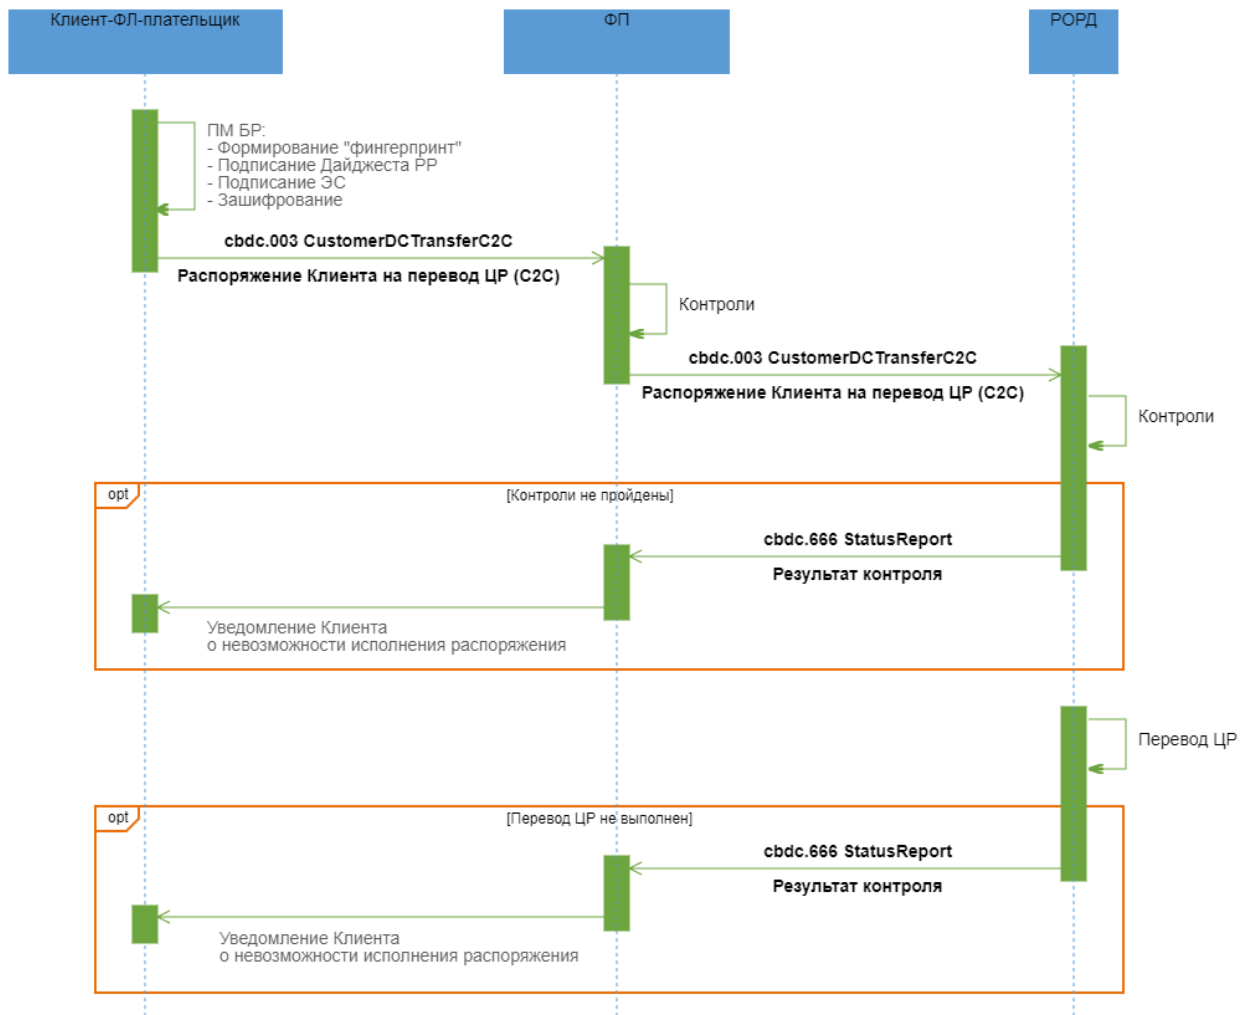 Клиент-ФЛ-плательщик
ФП
РОРД
ПМ БР:
- Формирование "фингерпринт"
- Подписание Дайджеста РР
- Подписание ЭС
- Зашифрование
cbdc.003 CustomerDCTransferC2C
Распоряжение Клиента на перевод ЦР (C2C)
Контроли
cbdc.003 CustomerDCTransferC2C
Распоряжение Клиента на перевод ЦР (C2C)
Контроли
opt
[Контроли не пройдены]
cbdc.666 StatusReport
Результат контроля
Уведомление Клиента
о невозможности исполнения распоряжения
Перевод ЦР
opt
[Перевод ЦР не выполнен]
cbdc.666 StatusReport
Результат контроля
Уведомление Клиента
о невозможности исполнения распоряжения